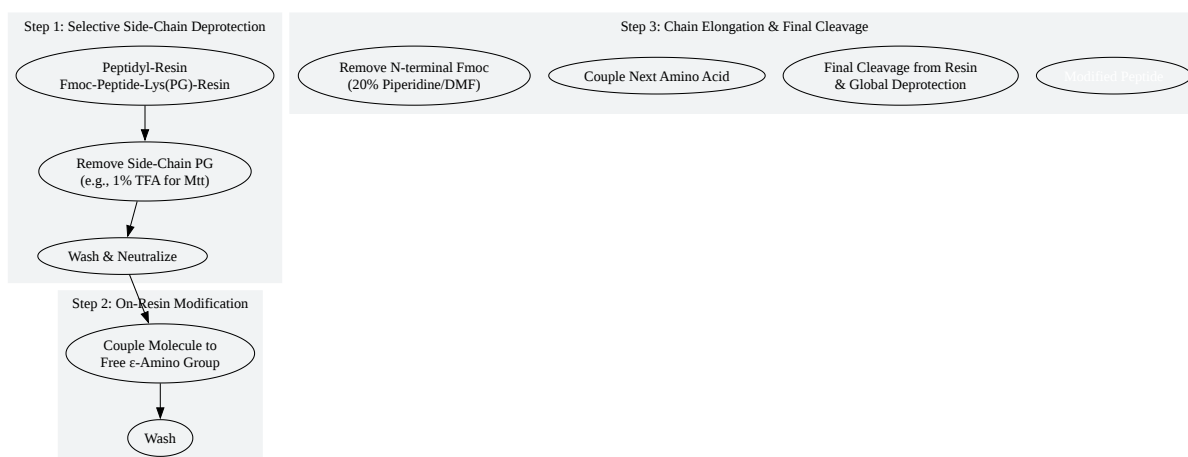 Step 1: Selective Side-Chain Deprotection
Peptidyl-Resin
Fmoc-Peptide-Lys(PG)-Resin
Remove Side-Chain PG
(e.g., 1% TFA for Mtt)
Wash & Neutralize
Step 2: On-Resin Modification
Couple Molecule to
Free ε-Amino Group
Wash
Step 3: Chain Elongation & Final Cleavage
Remove N-terminal Fmoc
(20% Piperidine/DMF)
Couple Next Amino Acid
Final Cleavage from Resin
& Global Deprotection
Modified Peptide